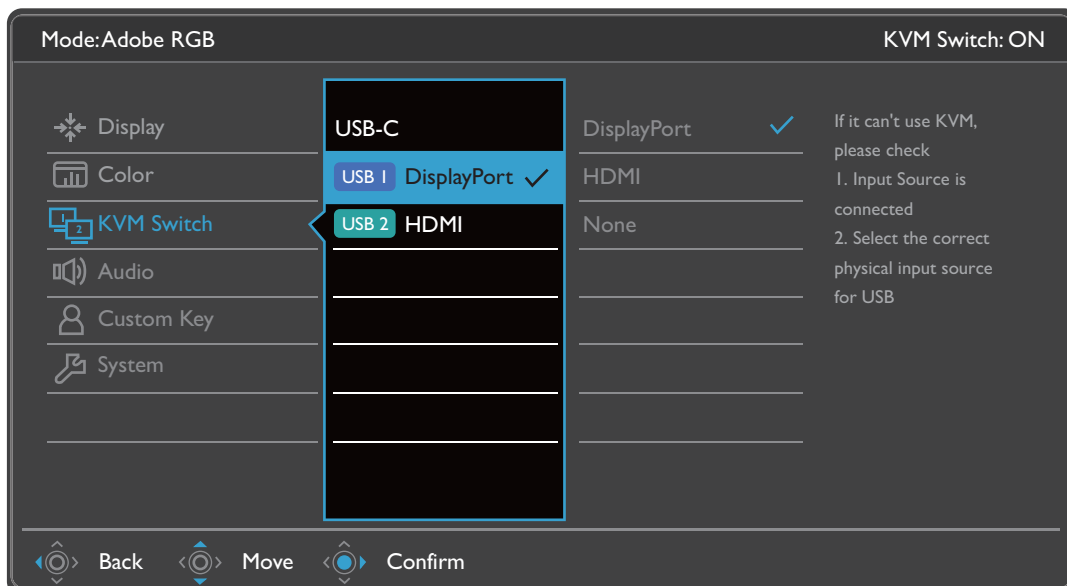 Mode: Adobe RGB
KVM Switch: ON
Display
Color
1 2 KVM Switch
Audio
Custom Key
System
USB-C
USB 1 DisplayPort
USB 2 HDMI
DisplayPort
HDMI
None
If it can't use KVM,
please check
1. Input Source is
connected
2. Select the correct
physical input source
for USB
Back
Move
Confirm